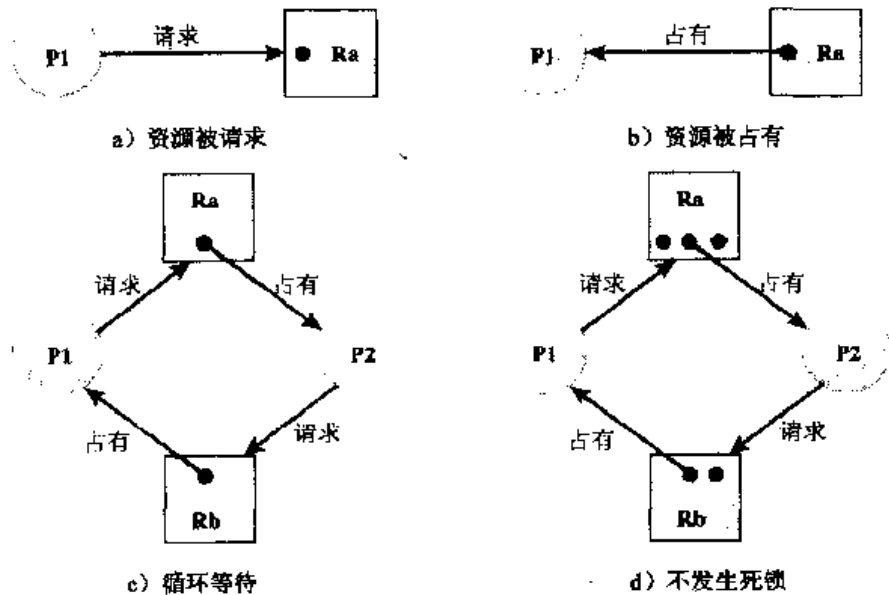 请求
P1
Ra
a）资源被请求
占有
P1
Ra
b）资源被占有
Ra
请求
占有
P1
P2
占有
请求
Rb
c）循环等待
Ra
请求
占有
P1
P2
占有
请求
Rb
d）不发生死锁